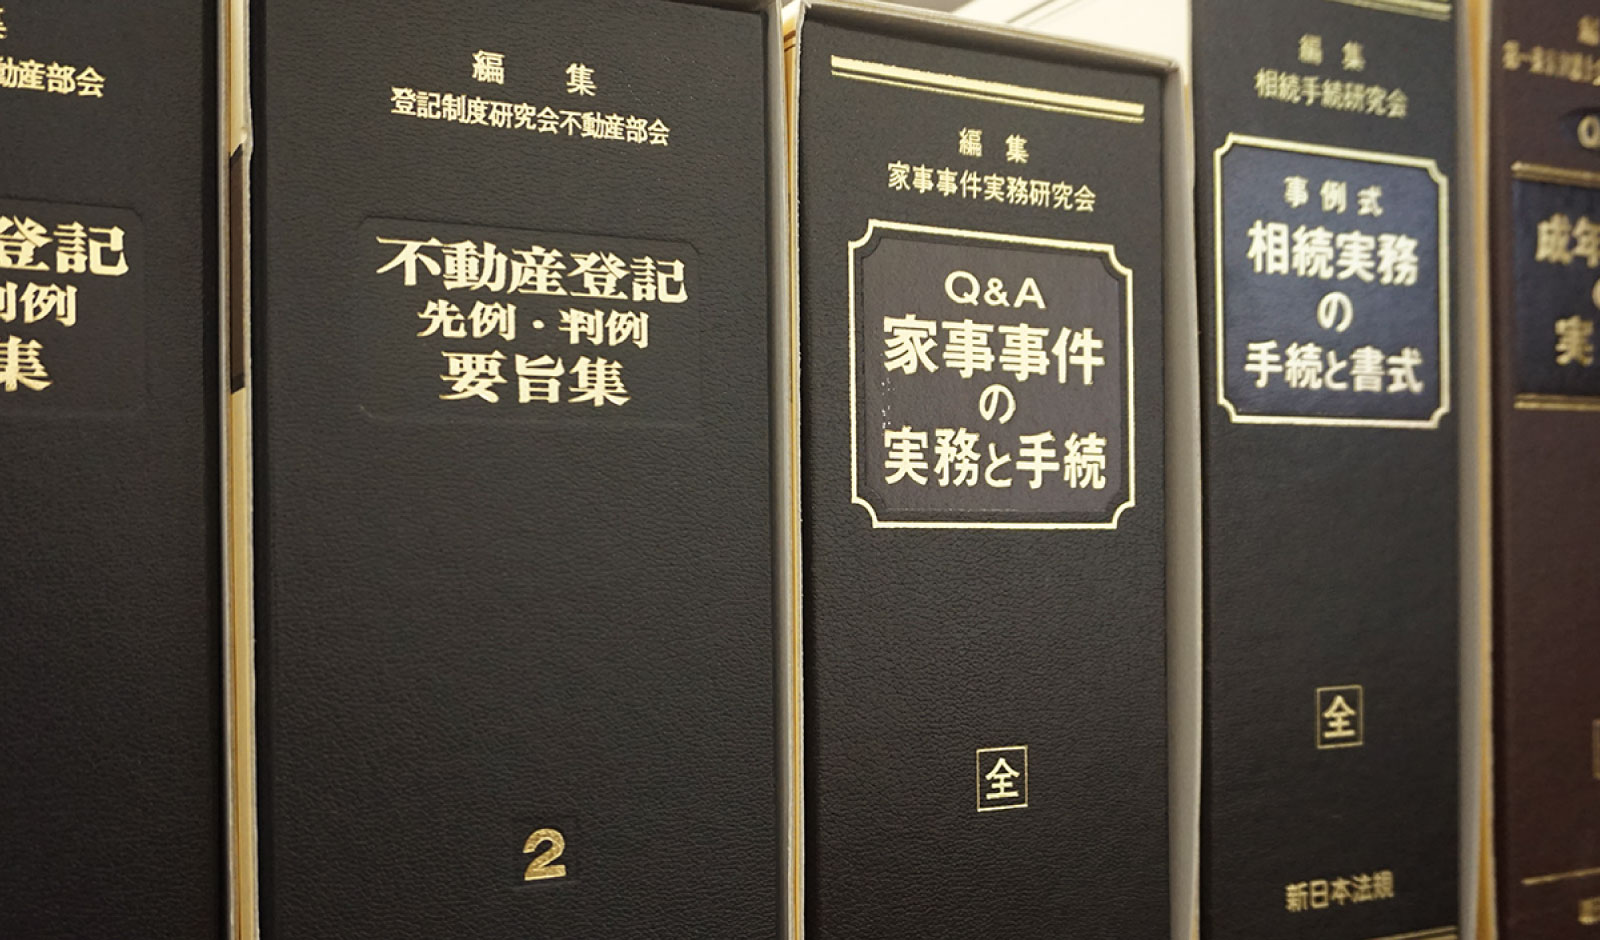 集
動産部会
登記
判例
集
編 集
登記制度研究会不動産部会
不動産登記
先例・判例
要旨集
2
編 集
家事事件実務研究会
Q&A
家事事件
の
実務と手続
全
編 集
相続手続研究会
事例式
相続実務
の
手続と書式
全
新日本法規
編
成年
実